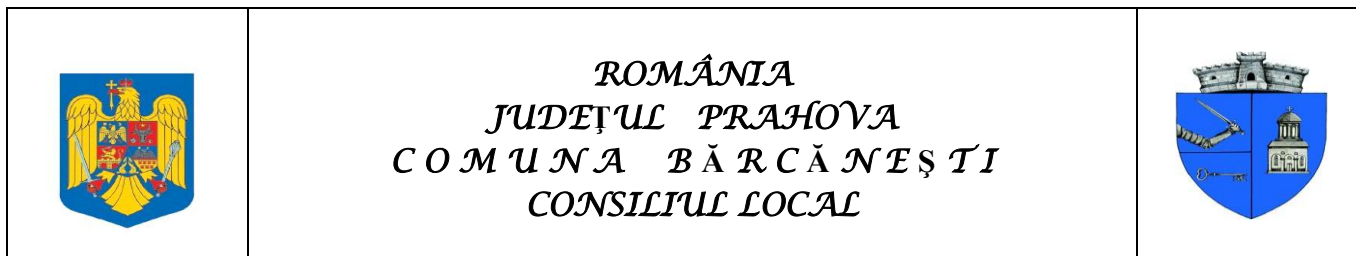 ROMÂNIA
JUDEŢUL PRAHOVA
C O M U N A B Ă R C Ă N E Ş T I
CONSILIUL LOCAL